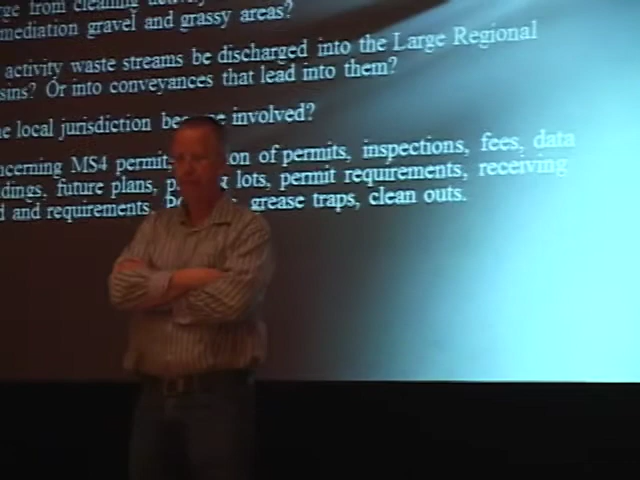 from cleaning
mediation gravel and grassy areas?
activity waste streams be discharged into the Large Regional
sins? Or into conveyances that lead into them?
e local jurisdiction become involved?
ncerning MS4 permit, on of permits, inspections, fees, data
dings, future plans, lots, permit requirements, receiving
d and requirements, grease traps, clean outs.